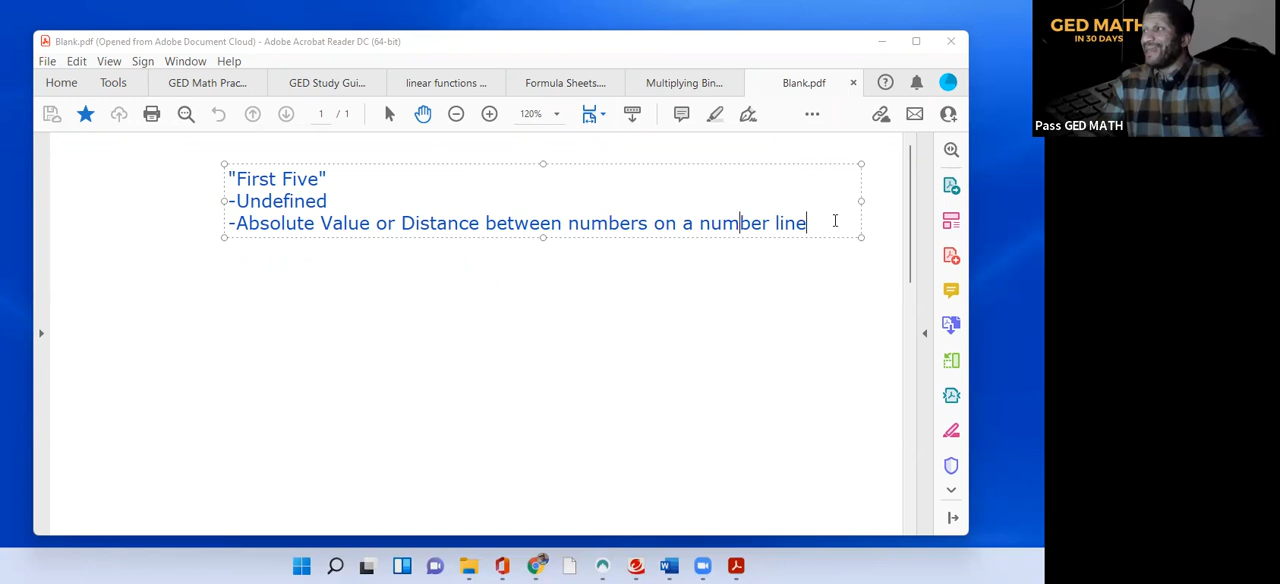 Blank.pdf (Opened from Adobe Document Cloud) - Adobe Acrobat Reader DC (64-bit)
File Edit View Sign Window Help
Home Tools GED Math Prac... GED Study Gui... linear functions ... Formula Sheets.... Multiplying Bin... Blank.pdf
1 / 1 120%
"First Five"
-Undefined
-Absolute Value or Distance between numbers on a number line
GED MATH
IN 30 DAYS
Pass GED MATH